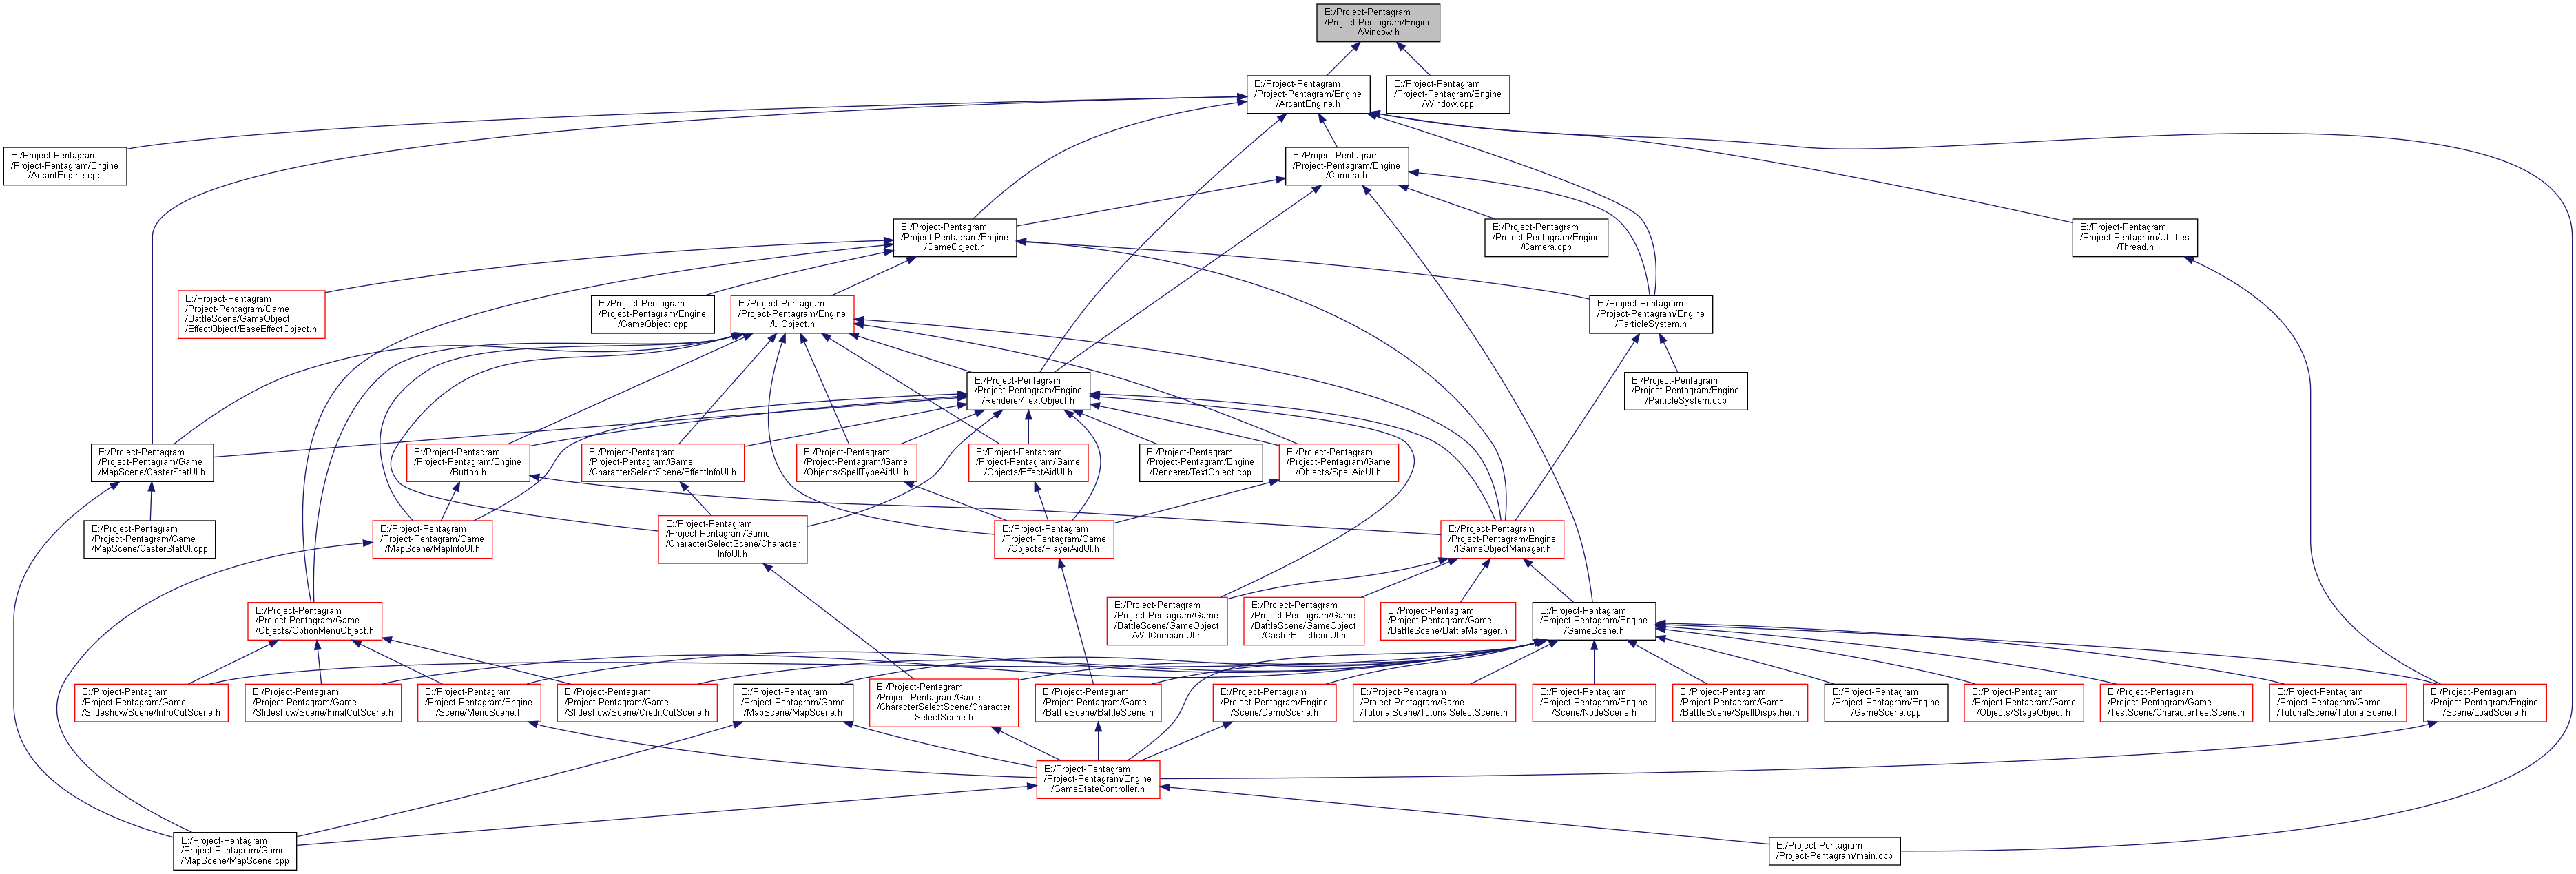 E:/Project-Pentagram
/Project-Pentagram/Engine
/Window.h
E:/Project-Pentagram
/Project-Pentagram/Engine
/ArcantEngine.h
E:/Project-Pentagram
/Project-Pentagram/Engine
/Window.cpp
E:/Project-Pentagram
/Project-Pentagram/Engine
/ArcantEngine.cpp
E:/Project-Pentagram
/Project-Pentagram/Engine
/Camera.h
E:/Project-Pentagram
/Project-Pentagram/Engine
/GameObject.h
E:/Project-Pentagram
/Project-Pentagram/Engine
/Camera.cpp
E:/Project-Pentagram
/Project-Pentagram/Utilities
/Thread.h
E:/Project-Pentagram
/Project-Pentagram/Game
/BattleScene/GameObject
/EffectObject/BaseEffectObject.h
E:/Project-Pentagram
/Project-Pentagram/Engine
/GameObject.cpp
E:/Project-Pentagram
/Project-Pentagram/Engine
/UIObject.h
E:/Project-Pentagram
/Project-Pentagram/Engine
/ParticleSystem.h
E:/Project-Pentagram
/Project-Pentagram/Engine
/Renderer/TextObject.h
E:/Project-Pentagram
/Project-Pentagram/Engine
/ParticleSystem.cpp
E:/Project-Pentagram
/Project-Pentagram/Game
/MapScene/CasterStatUI.h
E:/Project-Pentagram
/Project-Pentagram/Engine
/Button.h
E:/Project-Pentagram
/Project-Pentagram/Game
/CharacterSelectScene/EffectInfoUI.h
E:/Project-Pentagram
/Project-Pentagram/Game
/Objects/SpellTypeAidUI.h
E:/Project-Pentagram
/Project-Pentagram/Game
/Objects/EffectAidUI.h
E:/Project-Pentagram
/Project-Pentagram/Engine
/Renderer/TextObject.cpp
E:/Project-Pentagram
/Project-Pentagram/Game
/Objects/SpellAidUI.h
E:/Project-Pentagram
/Project-Pentagram/Game
/MapScene/CasterStatUI.cpp
E:/Project-Pentagram
/Project-Pentagram/Game
/MapScene/MapInfoUI.h
E:/Project-Pentagram
/Project-Pentagram/Game
/CharacterSelectScene/Character
InfoUI.h
E:/Project-Pentagram
/Project-Pentagram/Game
/Objects/PlayerAidUI.h
E:/Project-Pentagram
/Project-Pentagram/Engine
/IGameObjectManager.h
E:/Project-Pentagram
/Project-Pentagram/Game
/Objects/OptionMenuObject.h
E:/Project-Pentagram
/Project-Pentagram/Game
/BattleScene/GameObject
/WillCompareUI.h
E:/Project-Pentagram
/Project-Pentagram/Game
/BattleScene/GameObject
/CasterEffectIconUI.h
E:/Project-Pentagram
/Project-Pentagram/Game
/BattleScene/BattleManager.h
E:/Project-Pentagram
/Project-Pentagram/Engine
/GameScene.h
E:/Project-Pentagram
/Project-Pentagram/Game
/Slideshow/Scene/IntroCutScene.h
E:/Project-Pentagram
/Project-Pentagram/Game
/Slideshow/Scene/FinalCutScene.h
E:/Project-Pentagram
/Project-Pentagram/Engine
/Scene/MenuScene.h
E:/Project-Pentagram
/Project-Pentagram/Game
/Slideshow/Scene/CreditCutScene.h
E:/Project-Pentagram
/Project-Pentagram/Game
/MapScene/MapScene.h
E:/Project-Pentagram
/Project-Pentagram/Game
/CharacterSelectScene/Character
SelectScene.h
E:/Project-Pentagram
/Project-Pentagram/Game
/BattleScene/BattleScene.h
E:/Project-Pentagram
/Project-Pentagram/Engine
/Scene/DemoScene.h
E:/Project-Pentagram
/Project-Pentagram/Game
/TutorialScene/TutorialSelectScene.h
E:/Project-Pentagram
/Project-Pentagram/Engine
/Scene/NodeScene.h
E:/Project-Pentagram
/Project-Pentagram/Game
/BattleScene/SpellDispather.h
E:/Project-Pentagram
/Project-Pentagram/Engine
/GameScene.cpp
E:/Project-Pentagram
/Project-Pentagram/Game
/Objects/StageObject.h
E:/Project-Pentagram
/Project-Pentagram/Game
/TestScene/CharacterTestScene.h
E:/Project-Pentagram
/Project-Pentagram/Game
/TutorialScene/TutorialScene.h
E:/Project-Pentagram
/Project-Pentagram/Engine
/Scene/LoadScene.h
E:/Project-Pentagram
/Project-Pentagram/Engine
/GameStateController.h
E:/Project-Pentagram
/Project-Pentagram/Game
/MapScene/MapScene.cpp
E:/Project-Pentagram
/Project-Pentagram/main.cpp